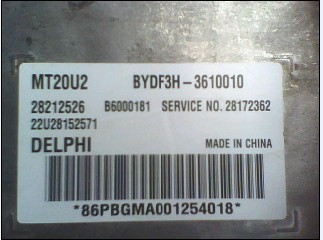 MT20U2 BYDF3H-3610010
28212526 B6000181 SERVICE NO. 28172362
22U28152571
DELPHI MADE IN CHINA
*86PBGMA001254018*